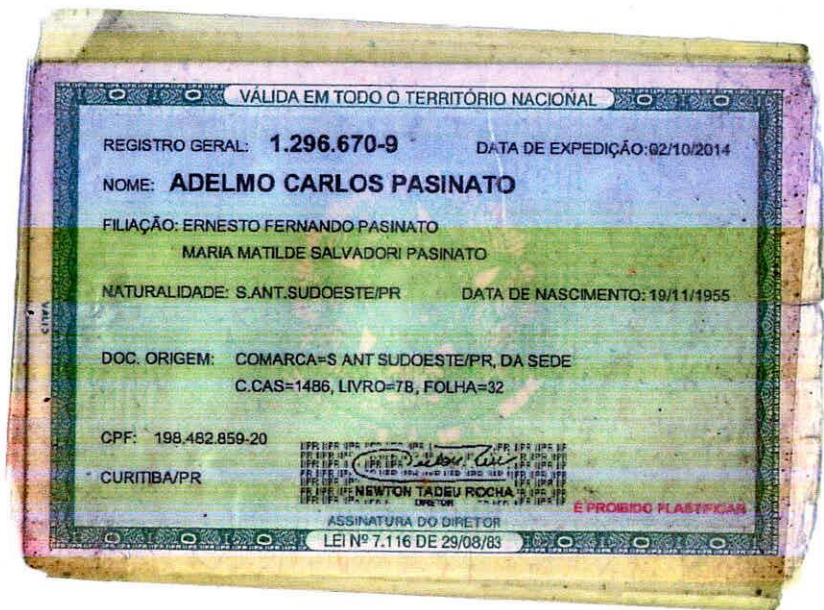 VÁLIDA EM TODO O TERRITÓRIO NACIONAL
REGISTRO GERAL: 1.296.670-9 DATA DE EXPEDIÇÃO:02/10/2014
NOME: ADELMO CARLOS PASINATO
FILIAÇÃO: ERNESTO FERNANDO PASINATO
MARIA MATILDE SALVADORI PASINATO
NATURALIDADE: S.ANT.SUDOESTE/PR DATA DE NASCIMENTO: 19/11/1955
DOC. ORIGEM: COMARCA=S ANT SUDOESTE/PR, DA SEDE
C.CAS=1486, LIVRO=7B, FOLHA=32
CPF: 198.482.859-20
CURITIBA/PR
NEWTON TADEU ROCHA
DIRETOR
É PROIBIDO PLASTIFICAR
ASSINATURA DO DIRETOR
LEI Nº 7.116 DE 29/08/83